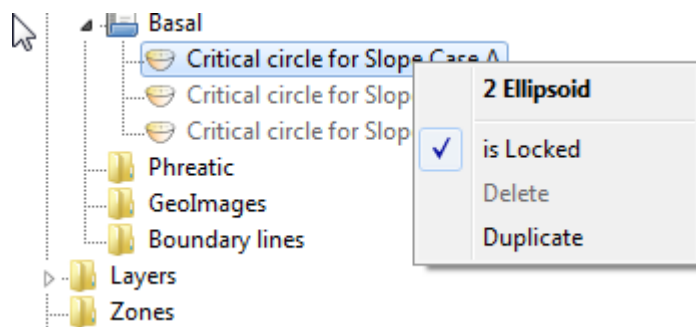 Basal
Critical circle for Slope Case A
Critical circle for Slop
Critical circle for Slope
Phreatic
GeoImages
Boundary lines
Layers
Zones
2 Ellipsoid
is Locked
Delete
Duplicate